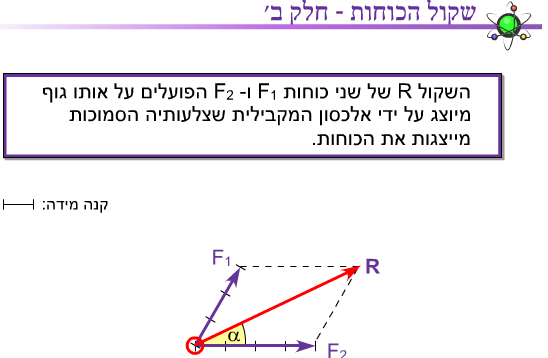 שקול הכוחות - חלק ב׳
השקול R של שני כוחות F₁ ו- F₂ הפועלים על אותו גוף
מיוצג על ידי אלכסון המקבילית שצלעותיה הסמוכות
מייצגות את הכוחות.
קנה מידה:
F₁
R
α
F₂